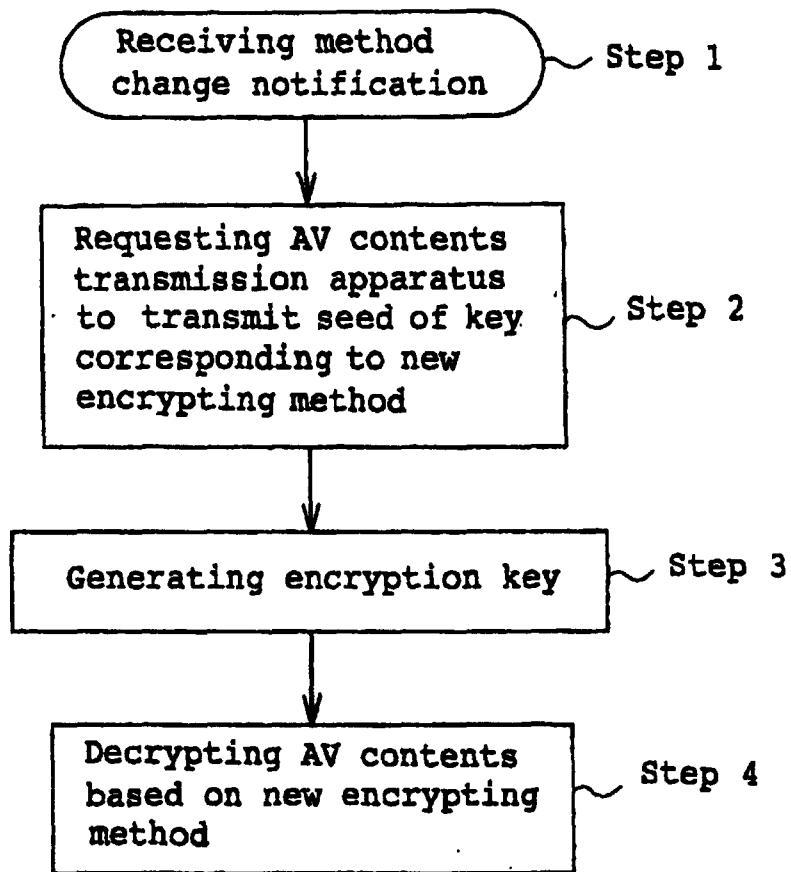 Receiving method
change notification
Step 1
Requesting AV contents
transmission apparatus
to transmit seed of key
corresponding to new
encrypting method
Step 2
Generating encryption key
Step 3
Decrypting AV contents
based on new encrypting
method
Step 4